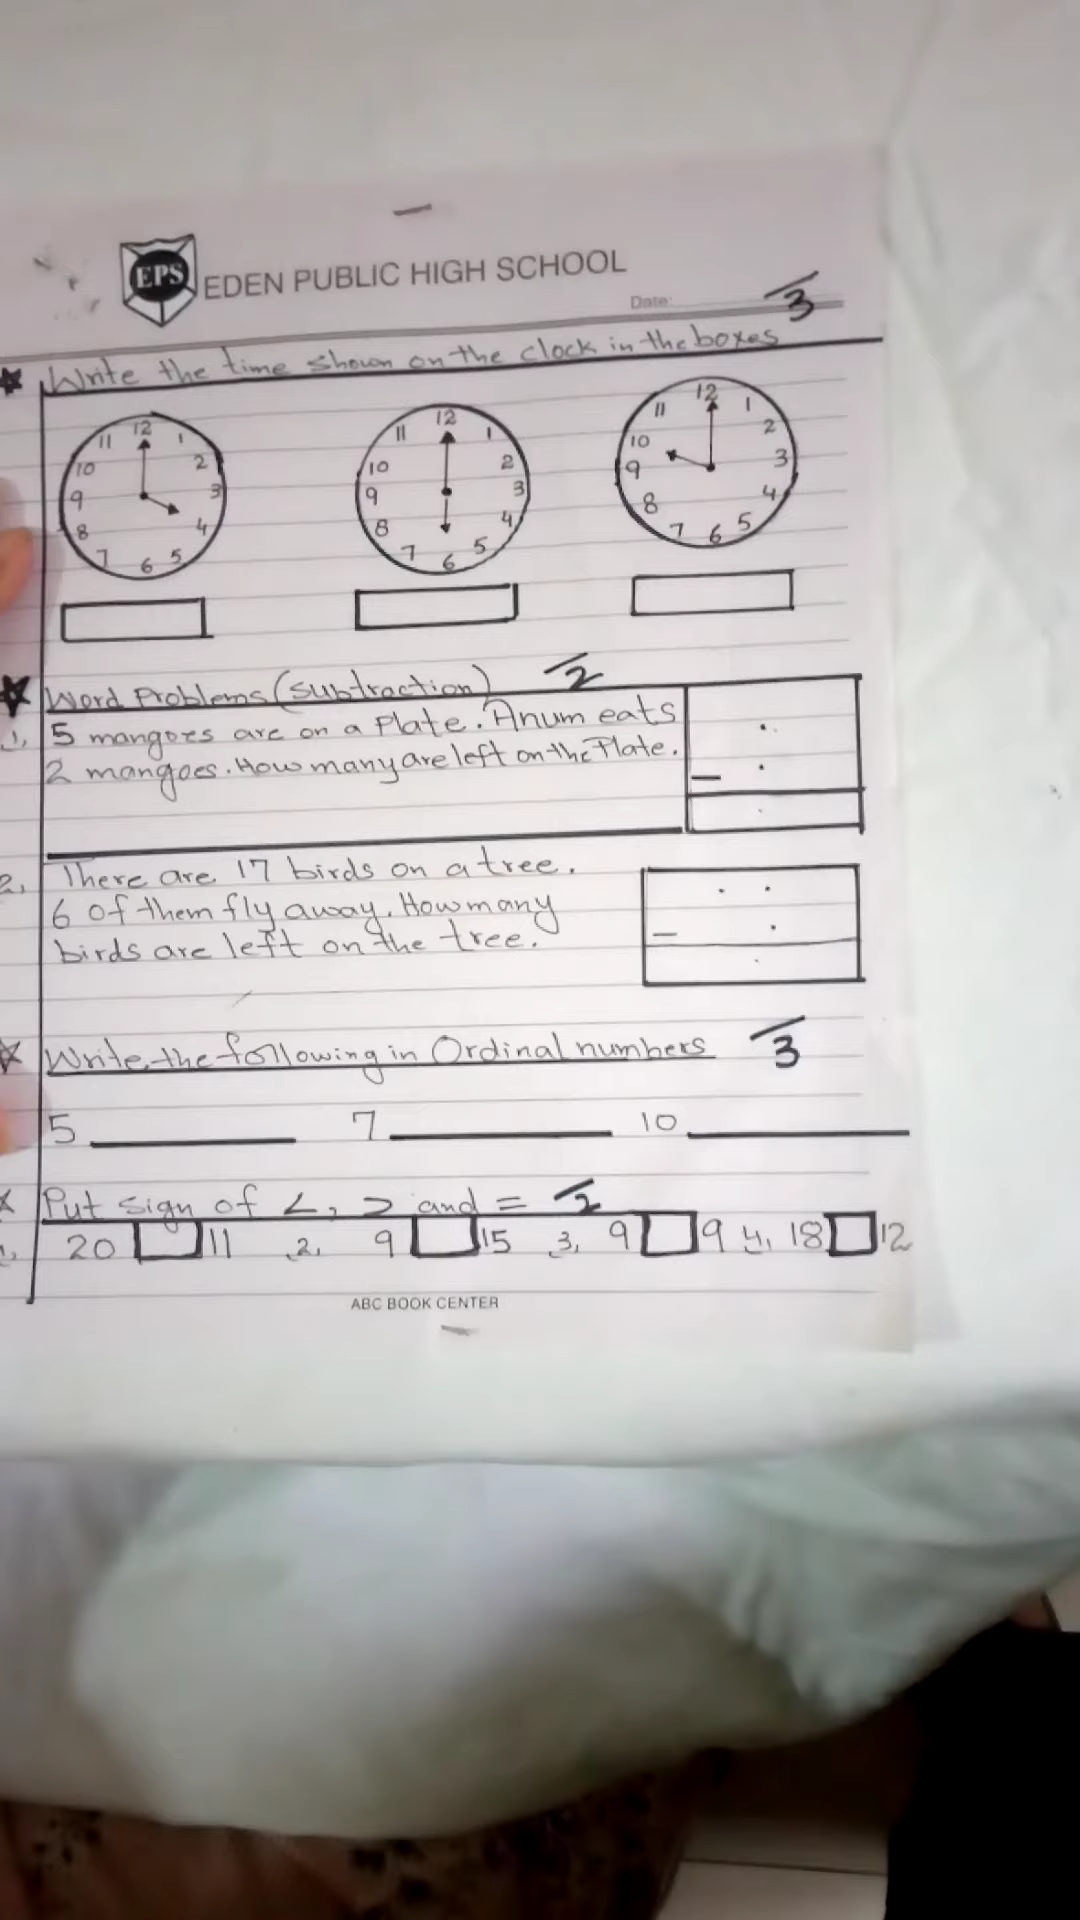 EPS EDEN PUBLIC HIGH SCHOOL
Date:
/3
Write the time shown on the clock in the boxes
12 1 2 3 4 5 6 7 8 9 10 11
12 1 2 3 4 5 6 7 8 9 10 11
12 1 2 3 4 5 6 7 8 9 10 11
Word Problems (subtraction) /2
1, 5 mangoes are on a Plate. Anum eats
2 mangoes. How many are left on the Plate.
—
2, There are 17 birds on a tree.
6 of them fly away. How many
birds are left on the tree.
—
Write the following in Ordinal numbers /3
5 ____ 7 ____ 10 ____
Put sign of <, > and = /2
1, 20 □ 11 2, 9 □ 15 3, 9 □ 9 4, 18 □ 12
ABC BOOK CENTER